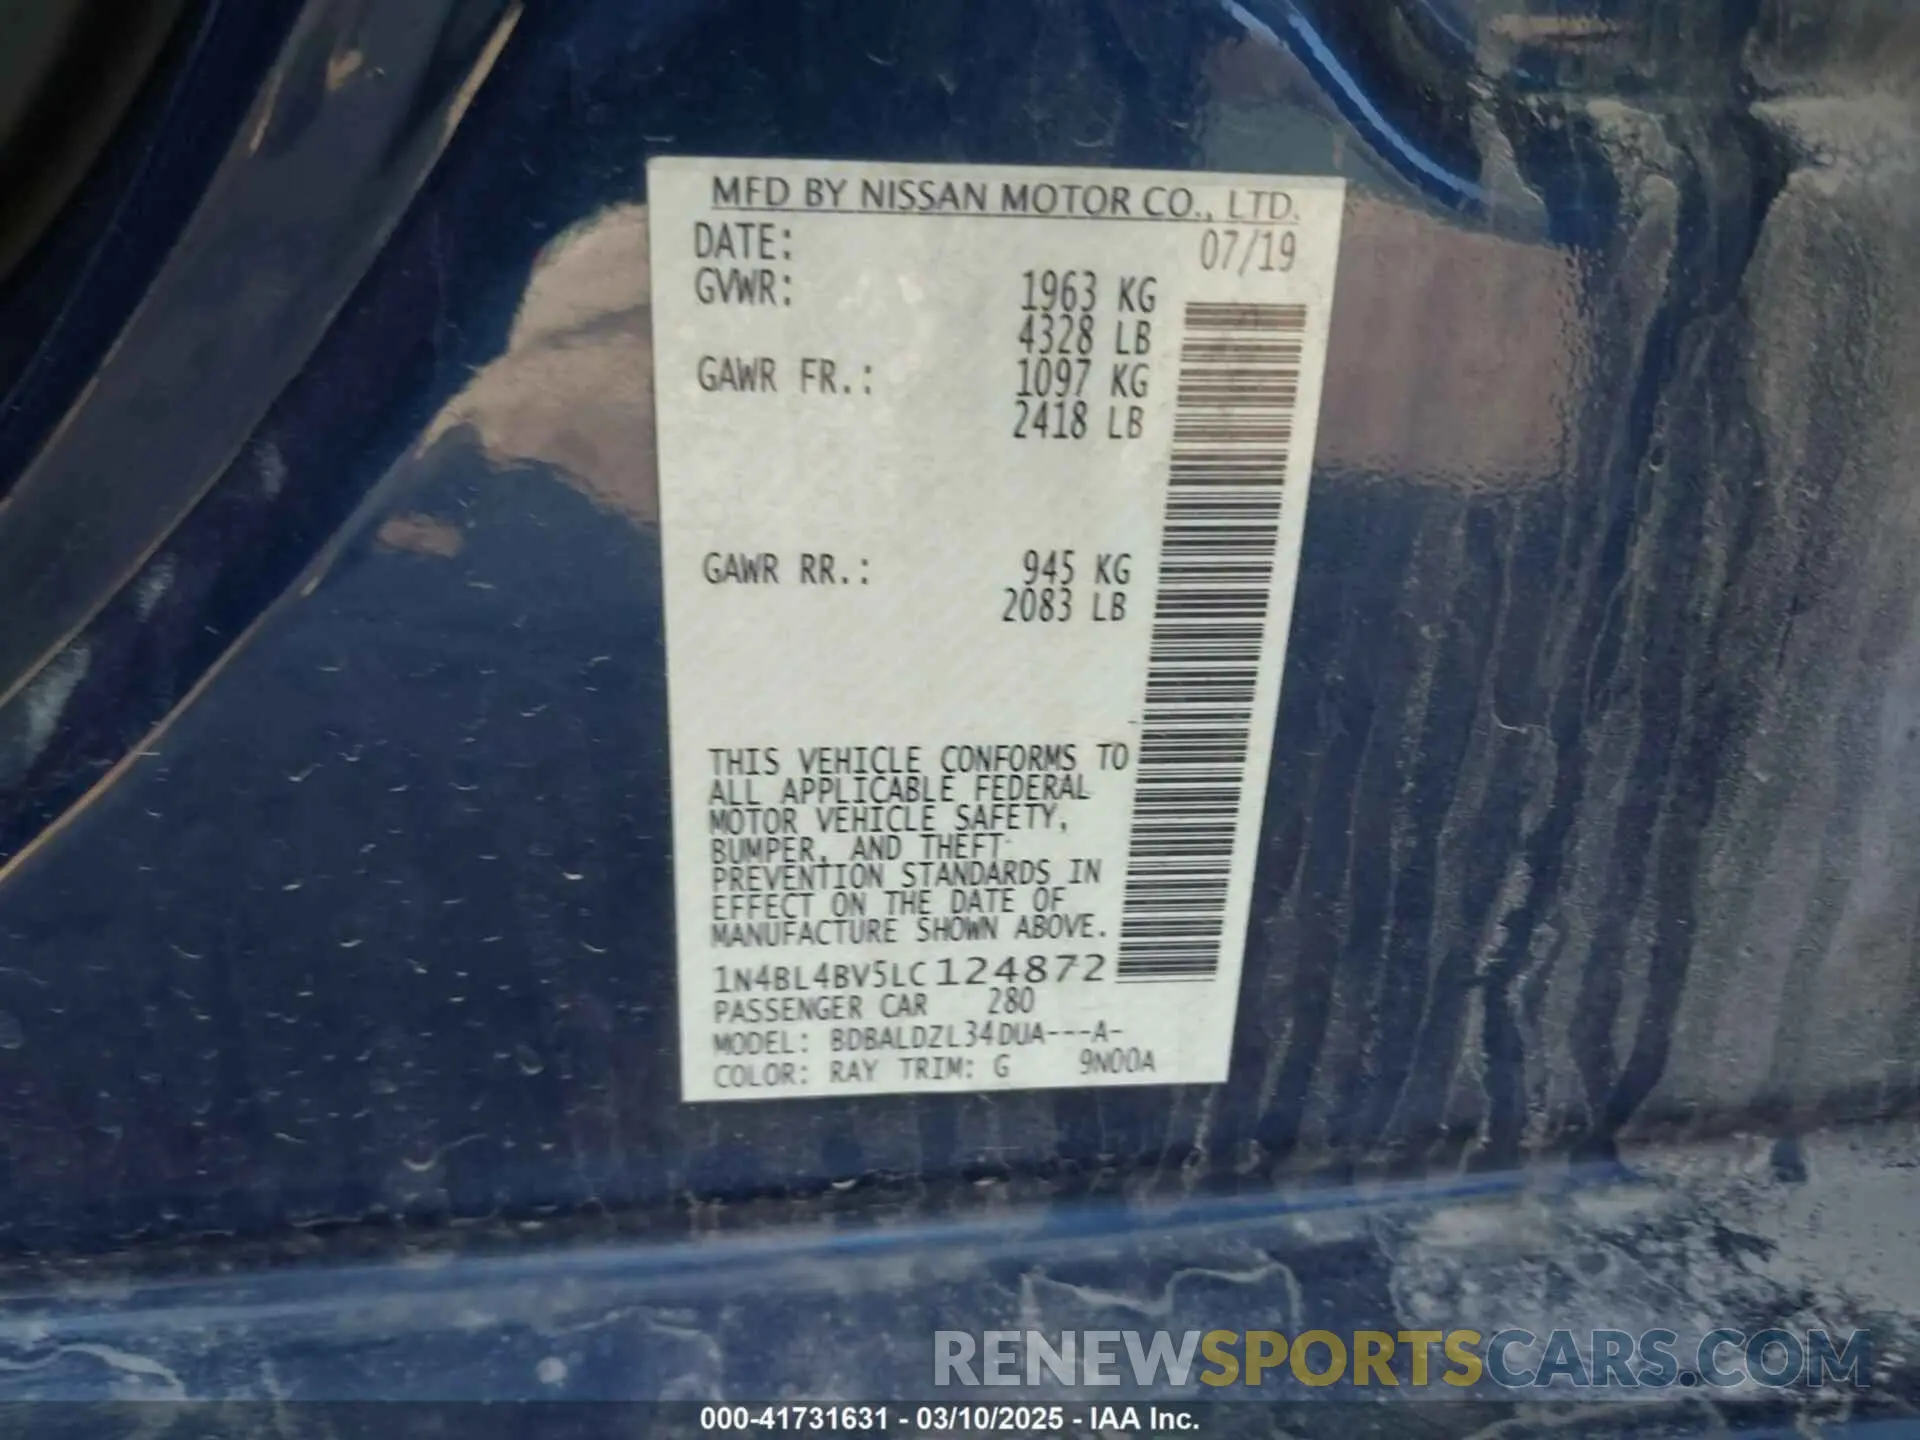 MFD BY NISSAN MOTOR CO., LTD.
DATE: 07/19
GVWR: 1963 KG
4328 LB
GAWR FR.: 1097 KG
2418 LB
GAWR RR.: 945 KG
2083 LB
THIS VEHICLE CONFORMS TO
ALL APPLICABLE FEDERAL
MOTOR VEHICLE SAFETY,
BUMPER, AND THEFT
PREVENTION STANDARDS IN
EFFECT ON THE DATE OF
MANUFACTURE SHOWN ABOVE.
1N4BL4BV5LC124872
PASSENGER CAR 280
MODEL: BDBALDZL34DUA---A-
COLOR: RAY TRIM: G 9N00A
RENEWSPORTSCARS.COM
000-41731631 - 03/10/2025 - IAA Inc.